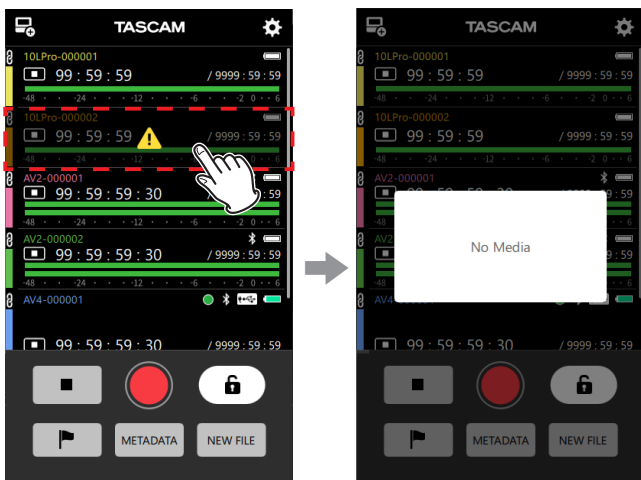 TASCAM
10LPro-000001
99 : 59 : 59 / 9999 : 59 : 59
-48 -24 -12 -6 -2 0 6
10LPro-000002
99 : 59 : 59 / 9999 : 59 : 59
-48 -24 -12 -6 -2 0 6
AV2-000001
99 : 59 : 59 : 30
-48 -24 -12 -6 -2 0 6
AV2-000002
99 : 59 : 59 : 30 / 9999 : 59 : 59
-48 -24 -12 -6 -2 0 6
AV4-000001
99 : 59 : 59 : 30 / 9999 : 59 : 59
METADATA
NEW FILE
TASCAM
10LPro-000001
99 : 59 : 59 / 9999 : 59 : 59
-48 -24 -12 -6 -2 0 6
10LPro-000002
99 : 59 : 59 / 9999 : 59 : 59
-48 -24 -12 -6 -2 0 6
AV2-000001
No Media
99 : 59 : 59 : 30 / 9999 : 59 : 59
METADATA
NEW FILE